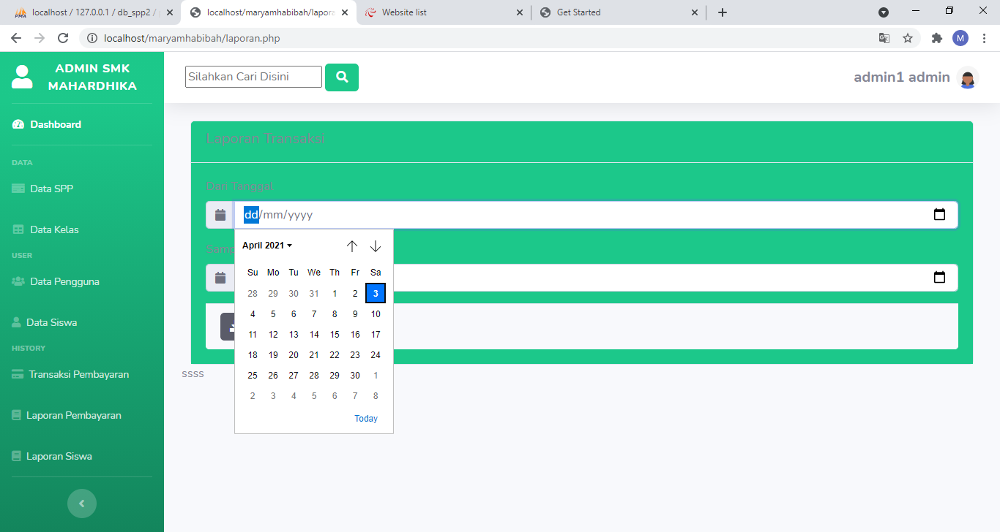 localhost / 127.0.0.1 / db_spp2 /
localhost/maryamhabibah/lapora
Website list
Get Started
localhost/maryamhabibah/laporan.php
M
ADMIN SMK
MAHARDHIKA
Silahkan Cari Disini
admin1 admin
Dashboard
DATA
Data SPP
Data Kelas
USER
Data Pengguna
Data Siswa
HISTORY
Transaksi Pembayaran
Laporan Pembayaran
Laporan Siswa
Laporan Transaksi
Dari Tanggal
dd/mm/yyyy
Samp
April 2021
Su Mo Tu We Th Fr Sa
28 29 30 31 1 2 3
4 5 6 7 8 9 10
11 12 13 14 15 16 17
18 19 20 21 22 23 24
25 26 27 28 29 30 1
2 3 4 5 6 7 8
Today
ssss